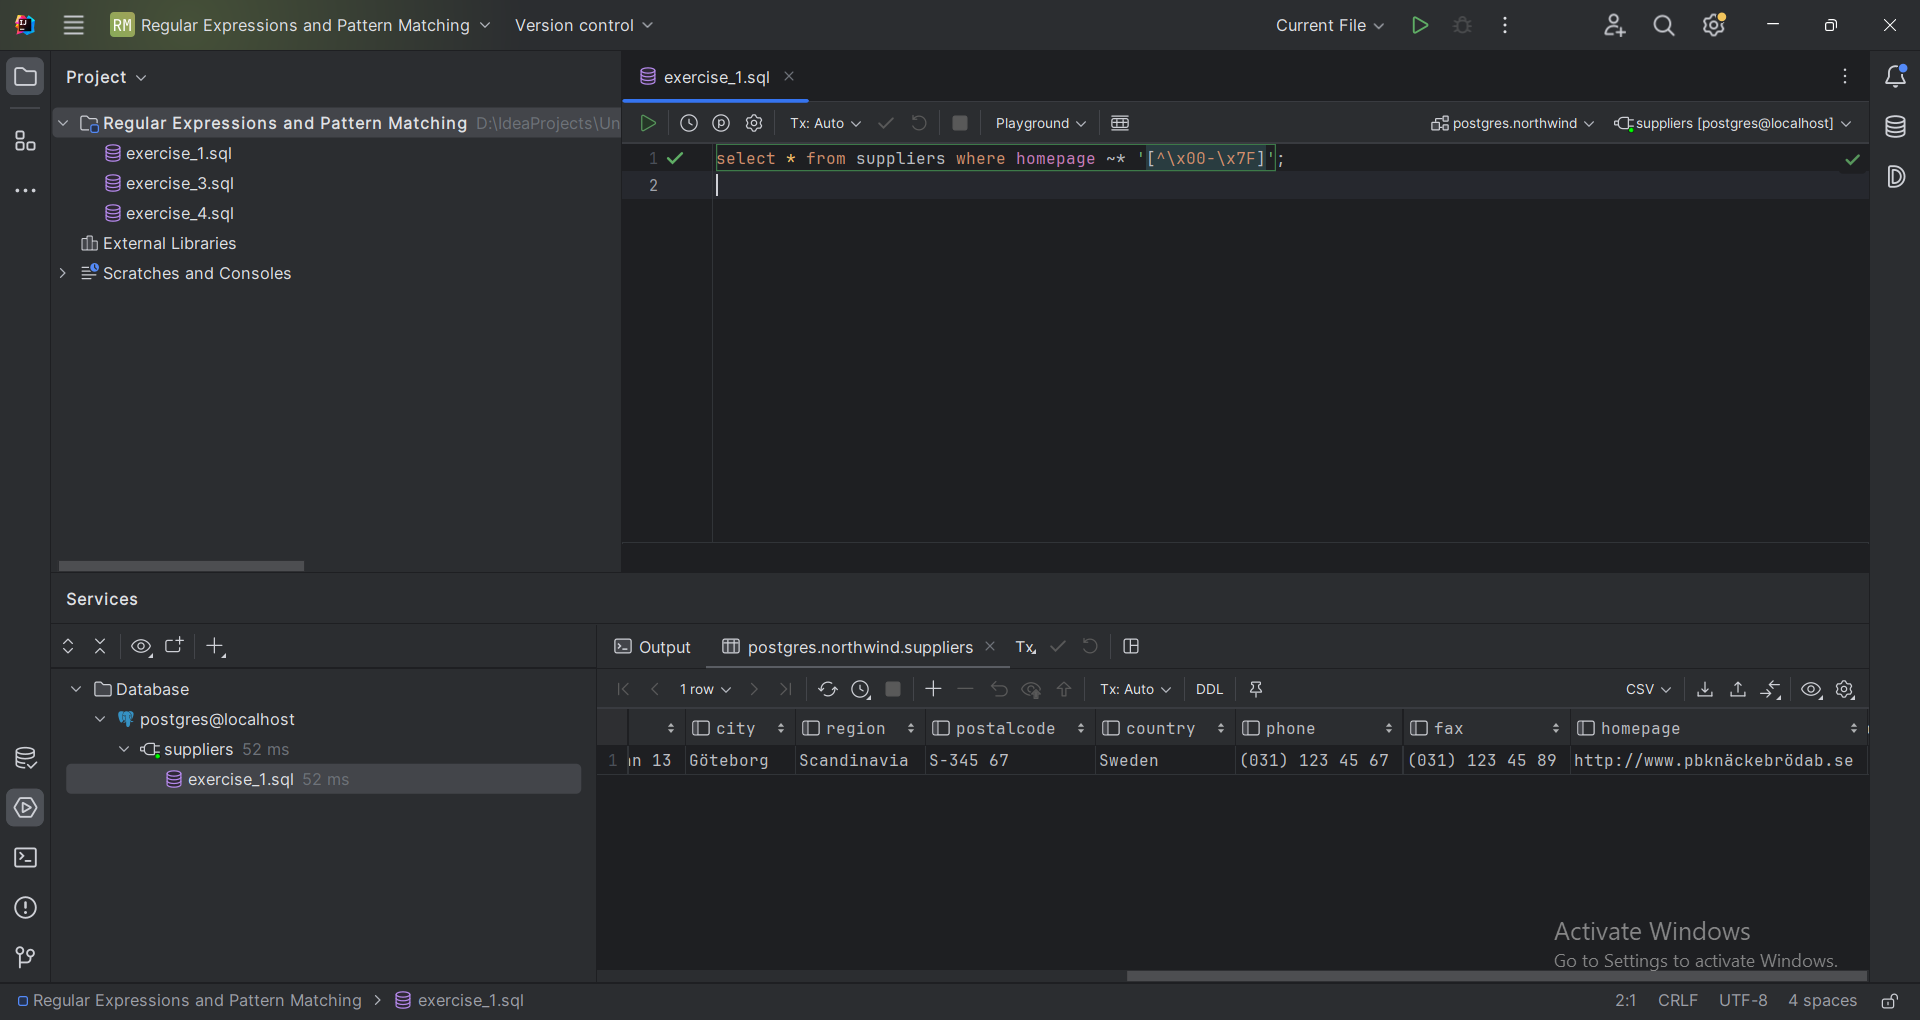 RM Regular Expressions and Pattern Matching Version control Current File
Project
exercise_1.sql
Regular Expressions and Pattern Matching D:\IdeaProjects\Un
Tx: Auto Playground postgres.northwind suppliers [postgres@localhost]
exercise_1.sql
exercise_3.sql
exercise_4.sql
External Libraries
Scratches and Consoles
1 select * from suppliers where homepage ~* '[^\x00-\x7F]';
2
Services
Output postgres.northwind.suppliers Tx
1 row Tx: Auto DDL CSV
Database
postgres@localhost
suppliers 52 ms
exercise_1.sql 52 ms
city region postalcode country phone fax homepage
1 n 13 Göteborg Scandinavia S-345 67 Sweden (031) 123 45 67 (031) 123 45 89 http://www.pbknäckebrödab.se
Activate Windows
Go to Settings to activate Windows.
Regular Expressions and Pattern Matching > exercise_1.sql 2:1 CRLF UTF-8 4 spaces